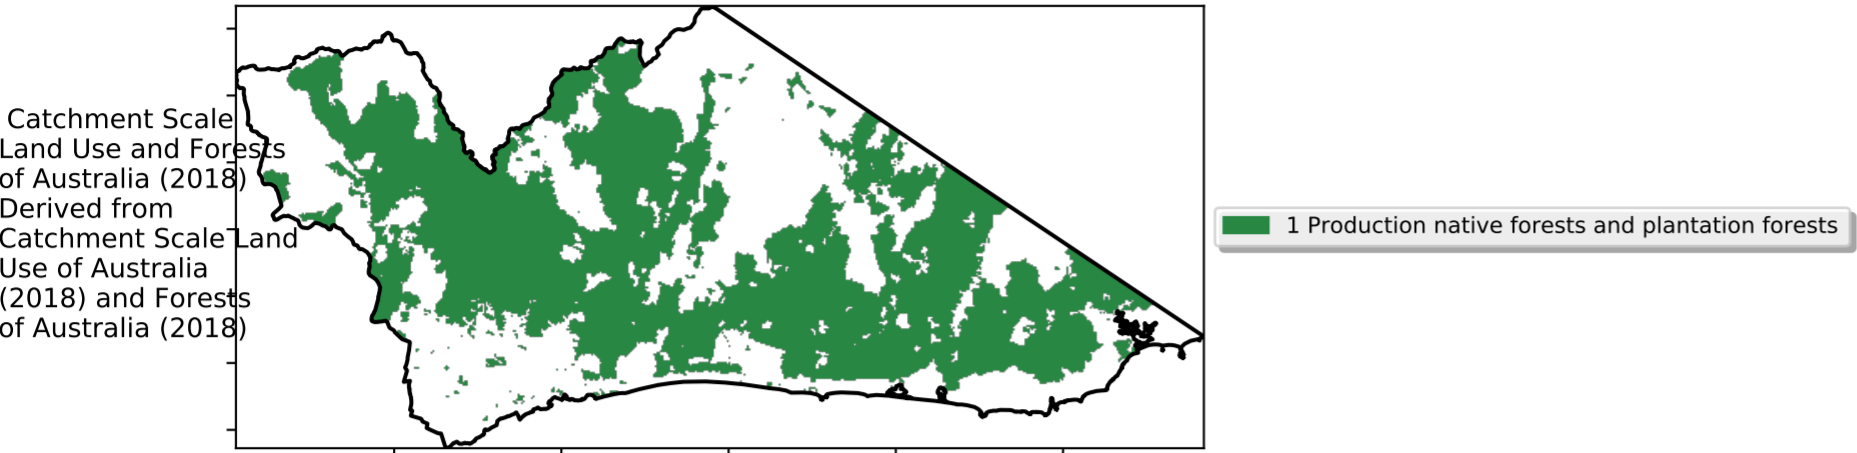 Catchment Scale
Land Use and Forests
of Australia (2018)
Derived from
Catchment Scale Land
Use of Australia
(2018) and Forests
of Australia (2018)
1 Production native forests and plantation forests